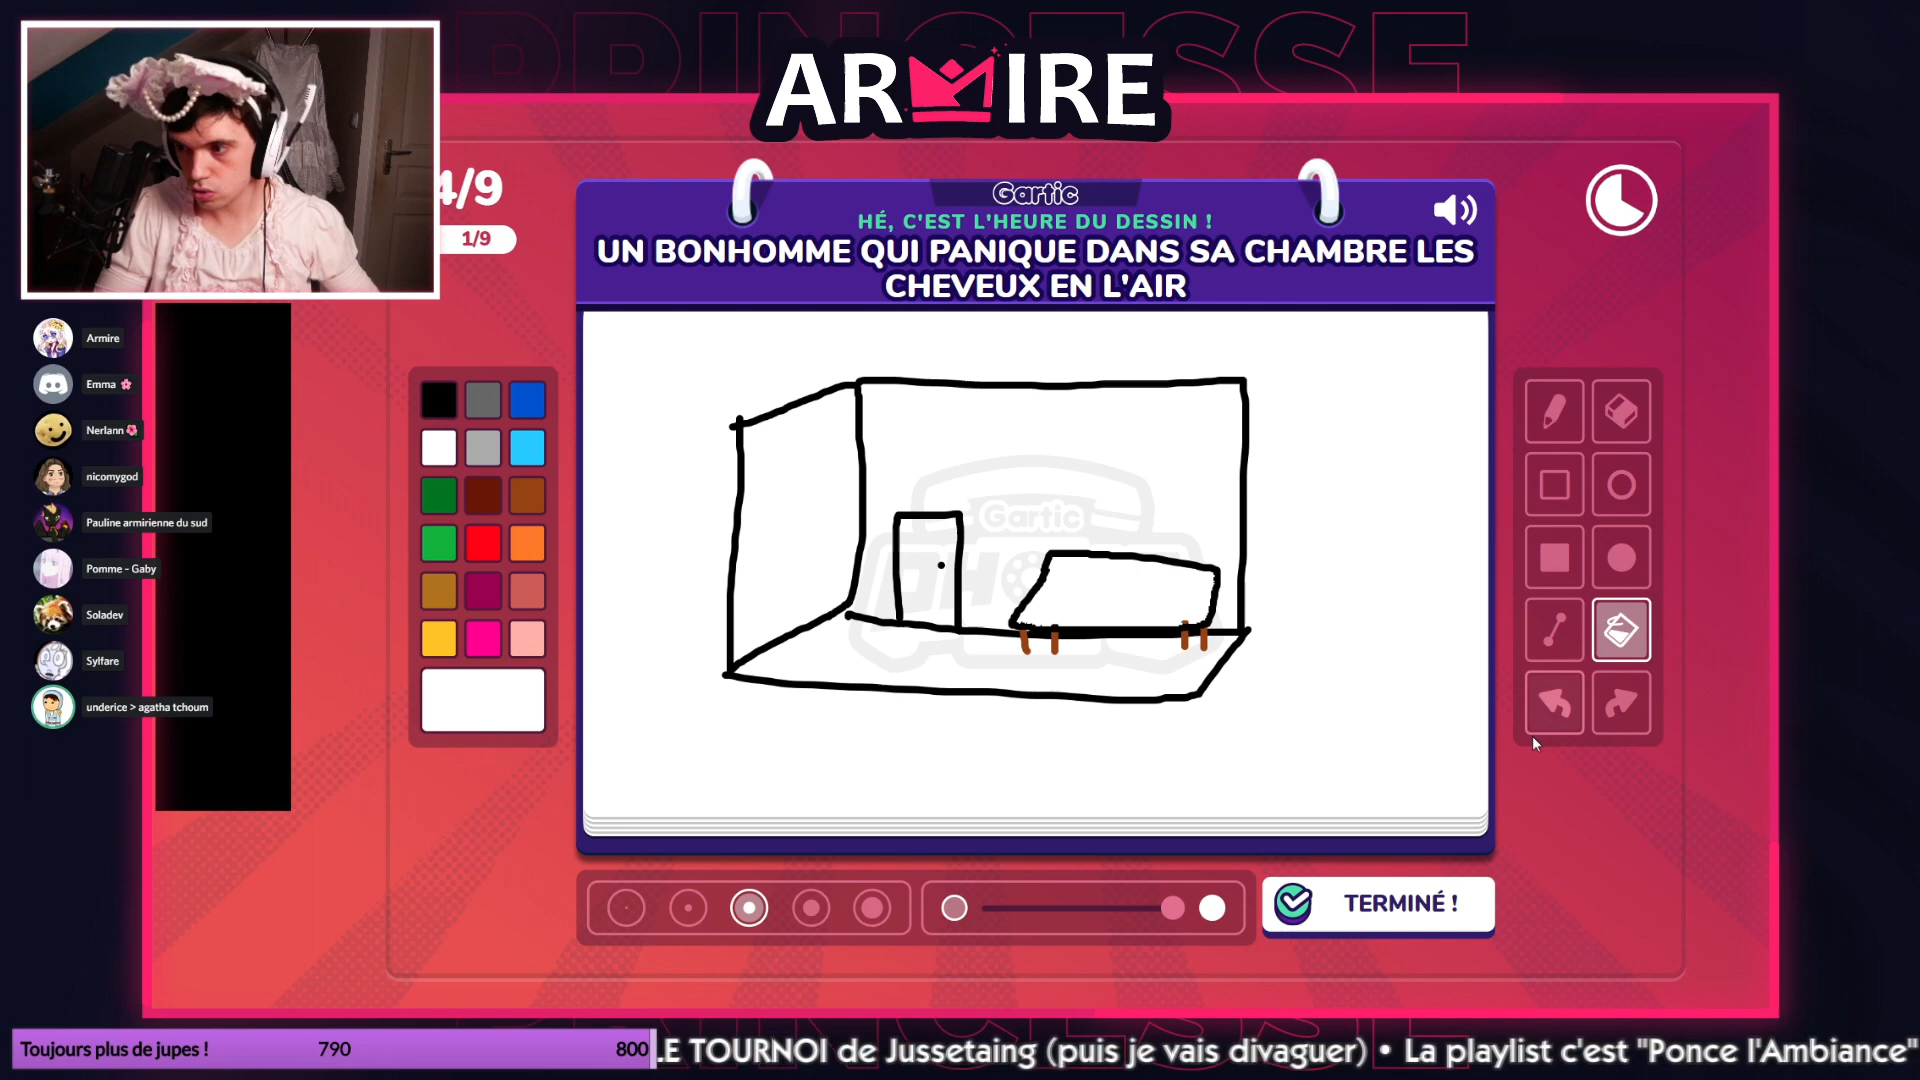 PRINCESSE
ARMIRE
4/9
1/9
Gartic
HÉ, C'EST L'HEURE DU DESSIN !
UN BONHOMME QUI PANIQUE DANS SA CHAMBRE LES
CHEVEUX EN L'AIR
Armire
Emma
Nerlann
nicomygod
Pauline armirienne du sud
Pomme - Gaby
Soladev
Sylfare
underice > agatha tchoum
Gartic
TERMINÉ !
Toujours plus de jupes !
790
800
LE TOURNOI de Jussetaing (puis je vais divaguer) • La playlist c'est "Ponce l'Ambiance"